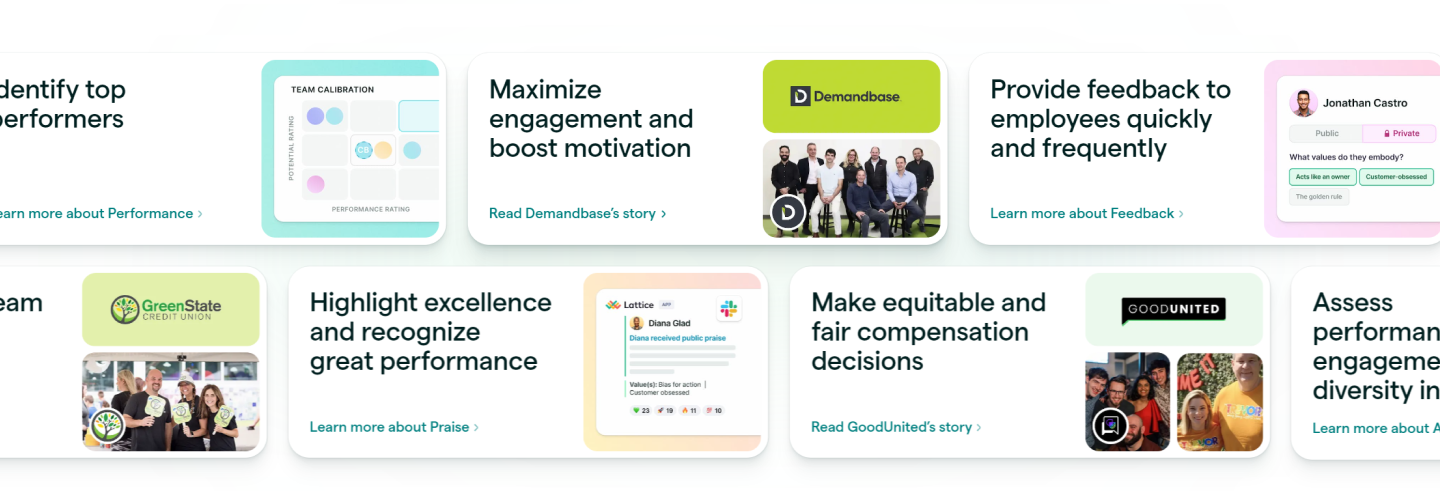 dentify top
performers
earn more about Performance ›
TEAM CALIBRATION
POTENTIAL RATING
CB
PERFORMANCE RATING
Maximize
engagement and
boost motivation
Read Demandbase's story ›
D Demandbase
D
Provide feedback to
employees quickly
and frequently
Learn more about Feedback ›
Jonathan Castro
Public
Private
What values do they embody?
Acts like an owner
Customer-obsessed
The golden rule
eam
GreenState
CREDIT UNION
Highlight excellence
and recognize
great performance
Learn more about Praise ›
Lattice APP
Diana Glad
Diana received public praise
Value(s): Bias for action |
Customer obsessed
23 19 11 10
Make equitable and
fair compensation
decisions
Read GoodUnited's story ›
GOODUNITED
ME IT
Assess
performan
engageme
diversity in
Learn more about A